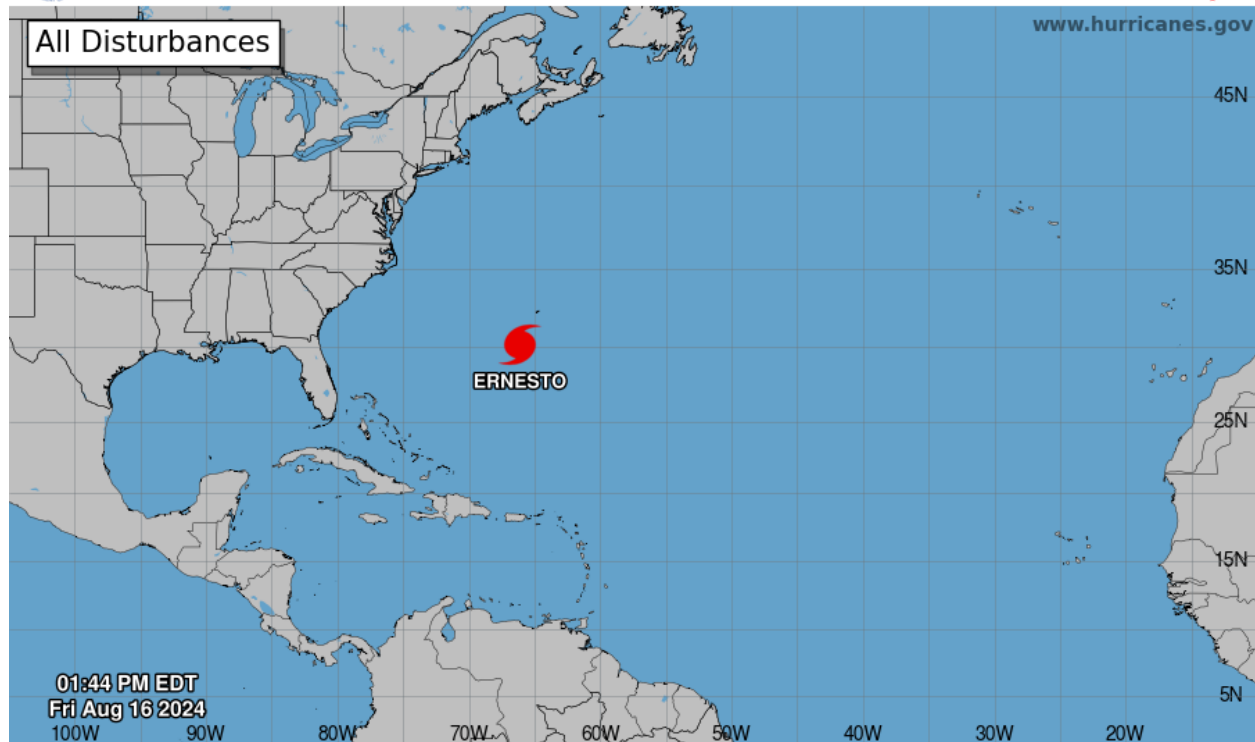 All Disturbances
www.hurricanes.gov
45N
35N
ERNESTO
25N
15N
01:44 PM EDT
Fri Aug 16 2024
5N
100W 90W 80W 70W 60W 50W 40W 30W 20W